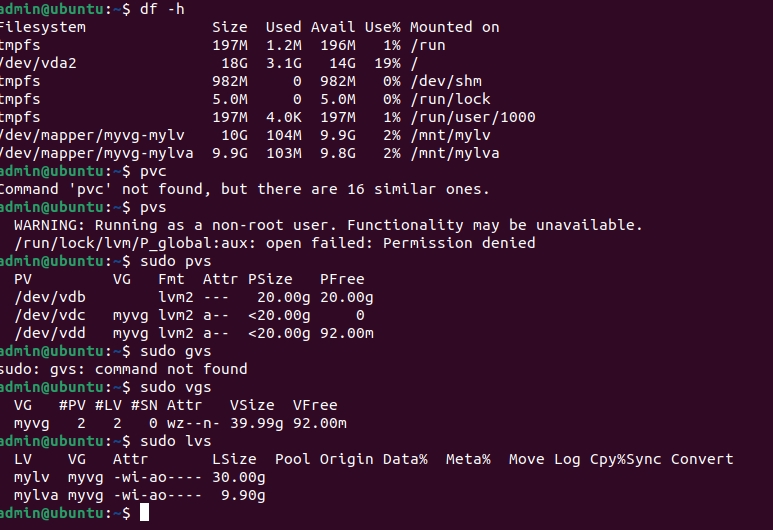 admin@ubuntu:~$ df -h
Filesystem Size Used Avail Use% Mounted on
tmpfs 197M 1.2M 196M 1% /run
/dev/vda2 18G 3.1G 14G 19% /
tmpfs 982M 0 982M 0% /dev/shm
tmpfs 5.0M 0 5.0M 0% /run/lock
tmpfs 197M 4.0K 197M 1% /run/user/1000
/dev/mapper/myvg-mylv 10G 104M 9.9G 2% /mnt/mylv
/dev/mapper/myvg-mylva 9.9G 103M 9.8G 2% /mnt/mylva
admin@ubuntu:~$ pvc
Command 'pvc' not found, but there are 16 similar ones.
admin@ubuntu:~$ pvs
WARNING: Running as a non-root user. Functionality may be unavailable.
/run/lock/lvm/P_global:aux: open failed: Permission denied
admin@ubuntu:~$ sudo pvs
PV VG Fmt Attr PSize PFree
/dev/vdb lvm2 --- 20.00g 20.00g
/dev/vdc myvg lvm2 a-- <20.00g 0
/dev/vdd myvg lvm2 a-- <20.00g 92.00m
admin@ubuntu:~$ sudo gvs
sudo: gvs: command not found
admin@ubuntu:~$ sudo vgs
VG #PV #LV #SN Attr VSize VFree
myvg 2 2 0 wz--n- 39.99g 92.00m
admin@ubuntu:~$ sudo lvs
LV VG Attr LSize Pool Origin Data% Meta% Move Log Cpy%Sync Convert
mylv myvg -wi-ao---- 30.00g
mylva myvg -wi-ao---- 9.90g
admin@ubuntu:~$